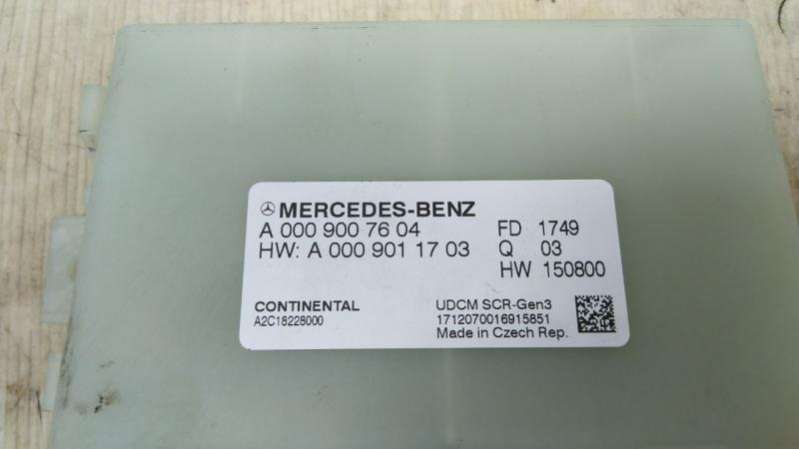 MERCEDES-BENZ
A 000 900 76 04 FD 1749
HW: A 000 901 17 03 Q 03
HW 150800
CONTINENTAL UDCM SCR-Gen3
A2C18228000 1712070016915851
Made in Czech Rep.